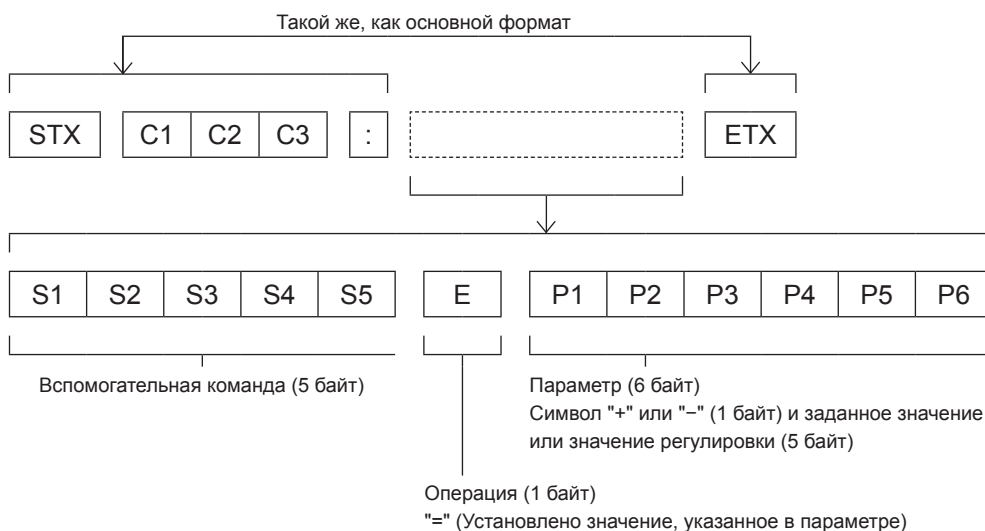 Такой же, как основной формат
STX C1 C2 C3 : ETX
S1 S2 S3 S4 S5 E P1 P2 P3 P4 P5 P6
Вспомогательная команда (5 байт)
Параметр (6 байт)
Символ "+" или "−" (1 байт) и заданное значение
или значение регулировки (5 байт)
Операция (1 байт)
"=" (Установлено значение, указанное в параметре)